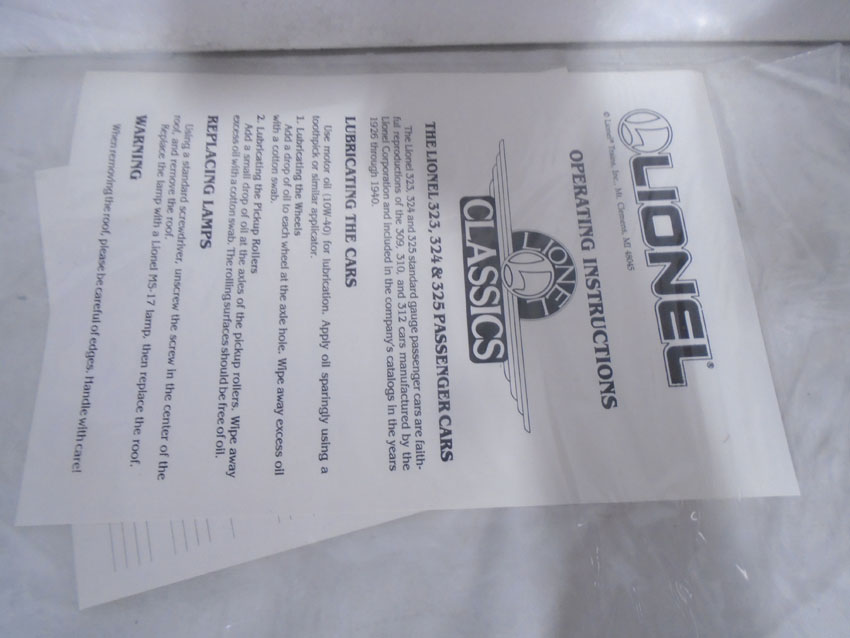 LIONEL®
© Lionel® Trains, Inc., Mt. Clemens, MI 48045
OPERATING INSTRUCTIONS
LIONEL
CLASSICS
THE LIONEL 323, 324 & 325 PASSENGER CARS
The Lionel 323, 324 and 325 standard gauge passenger cars are faith-
ful reproductions of the 309, 310, and 312 cars manufactured by the
Lionel Corporation and included in the company's catalogs in the years
1926 through 1940.
LUBRICATING THE CARS
Use motor oil (10W-40) for lubrication. Apply oil sparingly using a
toothpick or similar applicator.
1. Lubricating the Wheels
Add a drop of oil to each wheel at the axle hole. Wipe away excess oil
with a cotton swab.
2. Lubricating the Pickup Rollers
Add a small drop of oil at the axles of the pickup rollers. Wipe away
excess oil with a cotton swab. The rolling surfaces should be free of oil.
REPLACING LAMPS
Using a standard screwdriver, unscrew the screw in the center of the
roof, and remove the roof.
Replace the lamp with a Lionel MS-17 lamp, then replace the roof.
WARNING
When removing the roof, please be careful of edges. Handle with care!